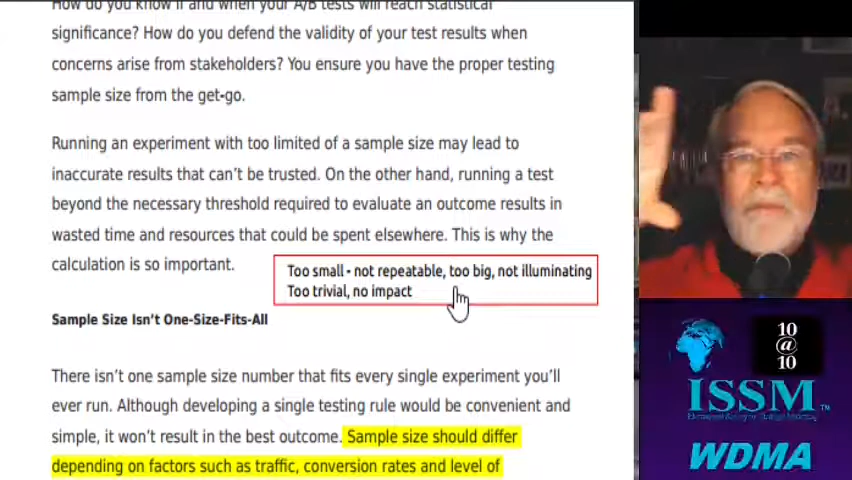 How do you know if and when your A/B tests will reach statistical
significance? How do you defend the validity of your test results when
concerns arise from stakeholders? You ensure you have the proper testing
sample size from the get-go.
Running an experiment with too limited of a sample size may lead to
inaccurate results that can't be trusted. On the other hand, running a test
beyond the necessary threshold required to evaluate an outcome results in
wasted time and resources that could be spent elsewhere. This is why the
calculation is so important.
Too small - not repeatable, too big, not illuminating
Too trivial, no impact
Sample Size Isn't One-Size-Fits-All
There isn't one sample size number that fits every single experiment you'll
ever run. Although developing a single testing rule would be convenient and
simple, it won't result in the best outcome. Sample size should differ
depending on factors such as traffic, conversion rates and level of
10
@
10
ISSM
TM
WDMA